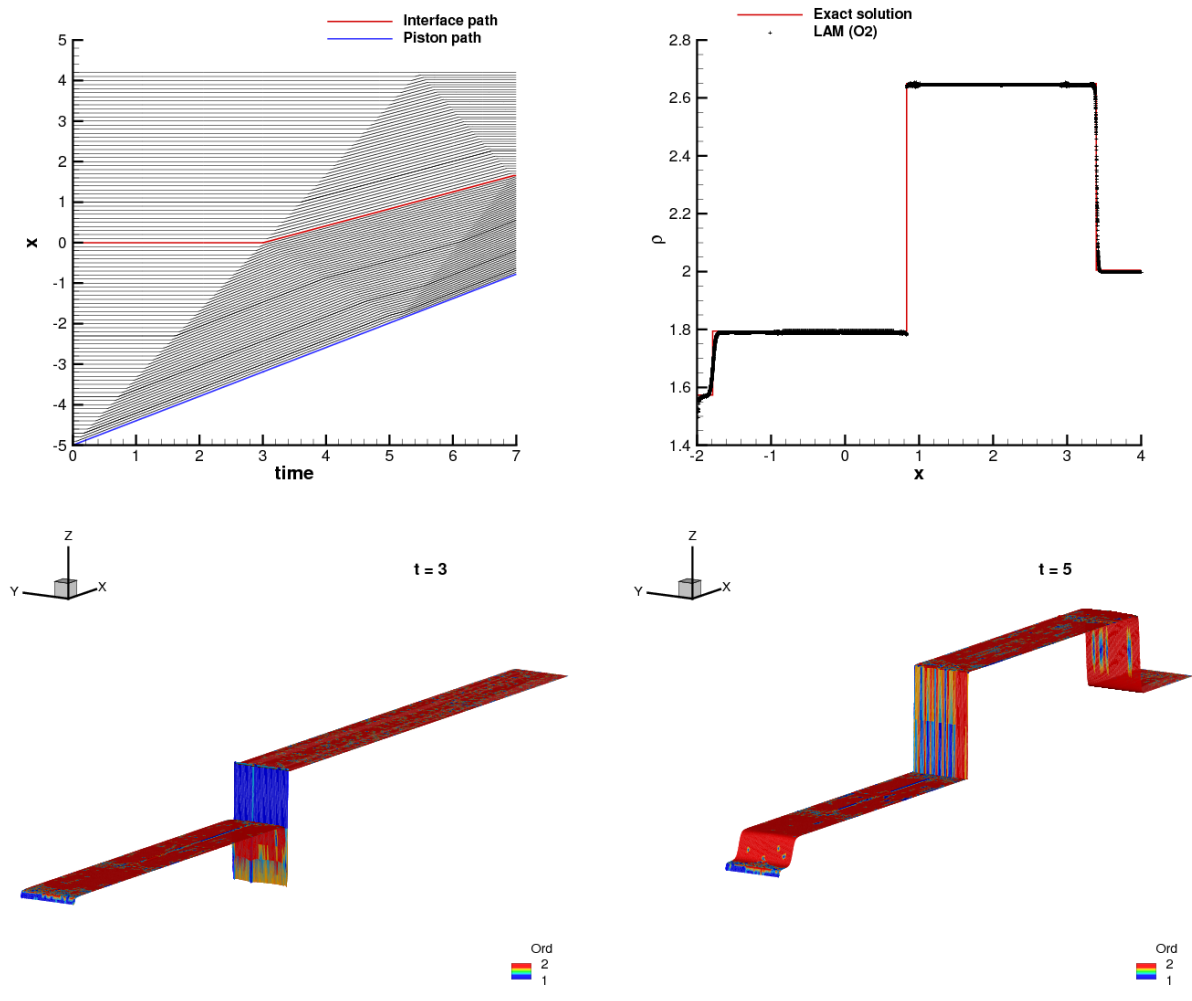 Interface path
Piston path
5
4
3
2
1
0
-1
-2
-3
-4
-5
x
0 1 2 3 4 5 6 7
time
Exact solution
LAM (O2)
2.8
2.6
2.4
2.2
2
1.8
1.6
1.4
ρ
-2 -1 0 1 2 3 4
x
Z
Y X
t = 3
Ord
2
1
Z
Y X
t = 5
Ord
2
1